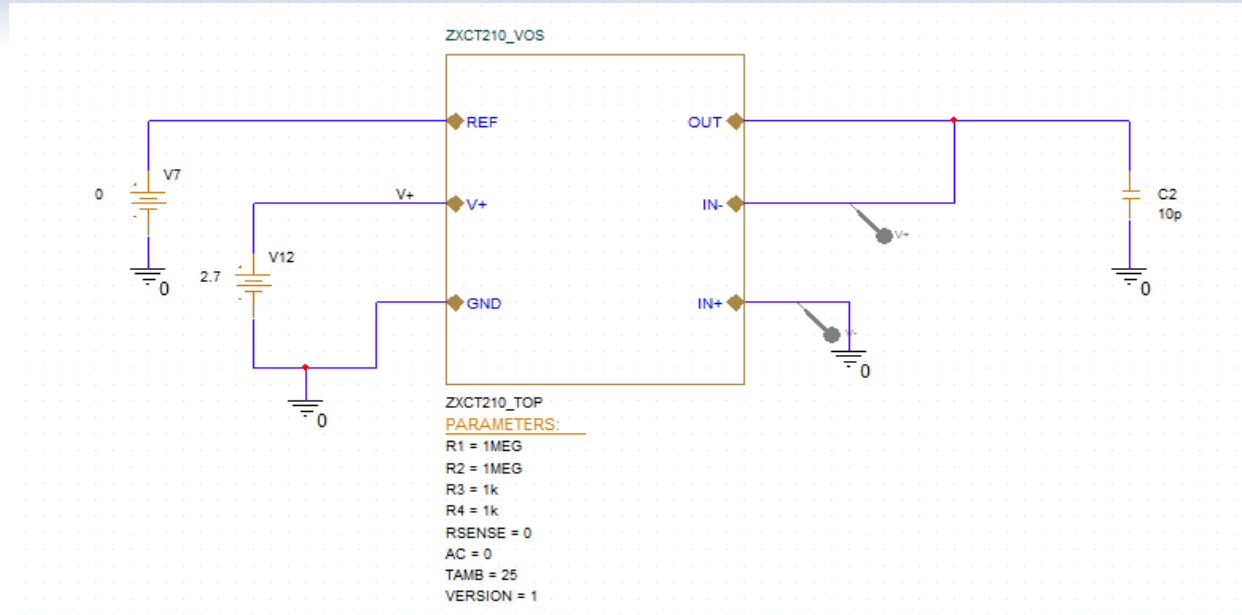 ZXCT210_VOS
REF
OUT
V7
0
V+
V+
IN-
C2
10p
V+
V12
2.7
0
GND
IN+
0
V-
0
0
ZXCT210_TOP
PARAMETERS:
R1 = 1MEG
R2 = 1MEG
R3 = 1k
R4 = 1k
RSENSE = 0
AC = 0
TAMB = 25
VERSION = 1